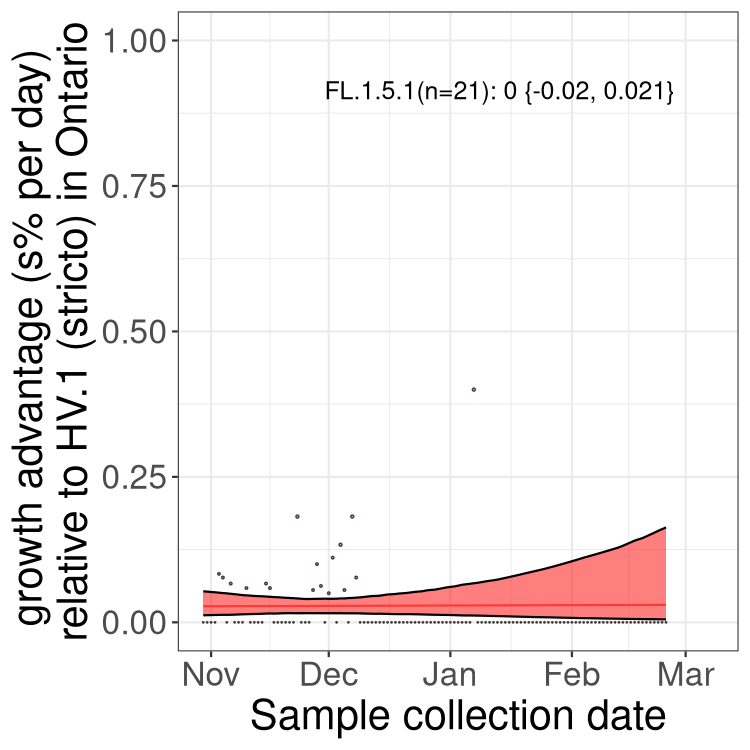 growth advantage (s% per day)
relative to HV.1 (stricto) in Ontario
1.00
0.75
0.50
0.25
0.00
FL.1.5.1(n=21): 0 {-0.02, 0.021}
Nov Dec Jan Feb Mar
Sample collection date